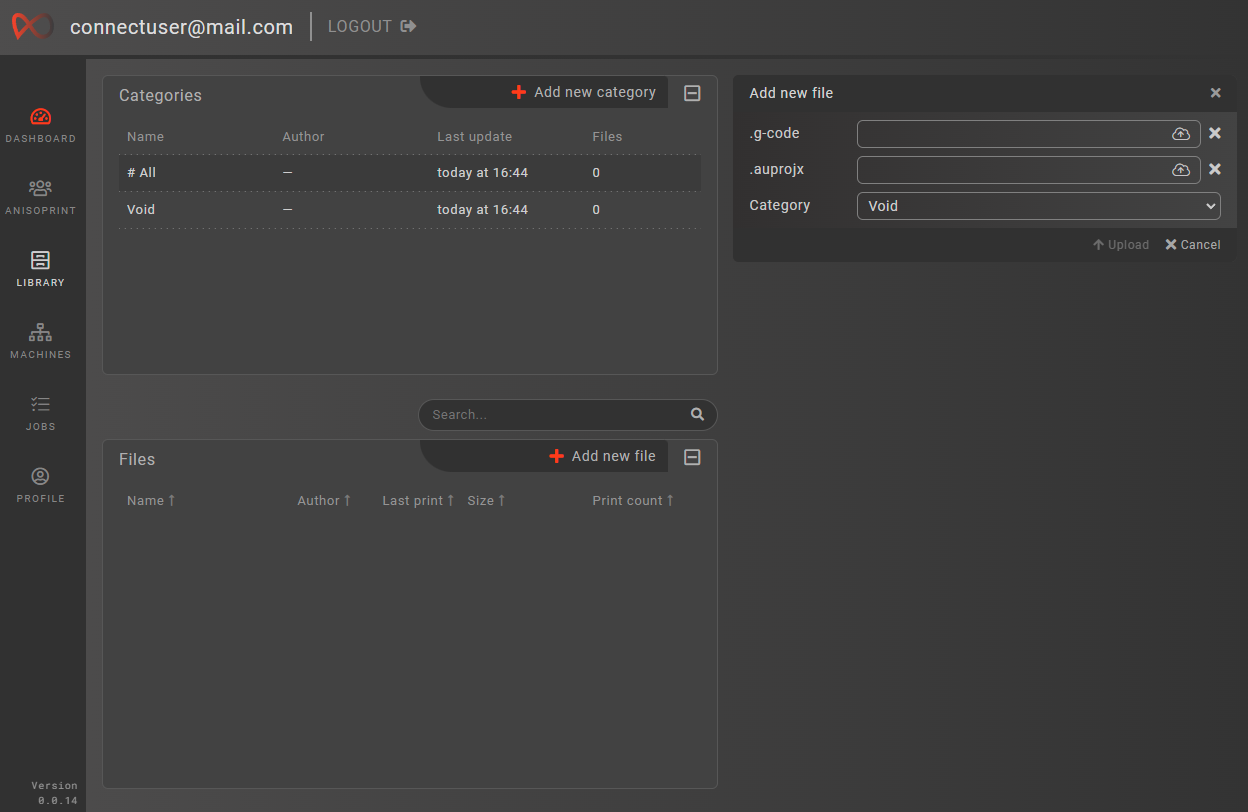 connectuser@mail.com LOGOUT
DASHBOARD
ANISOPRINT
LIBRARY
MACHINES
JOBS
PROFILE
Version
0.0.14
Categories Add new category
Name Author Last update Files
# All — today at 16:44 0
Void — today at 16:44 0
Search...
Files Add new file
Name ↑ Author ↑ Last print ↑ Size ↑ Print count ↑
Add new file
.g-code
.auprojx
Category Void
Upload Cancel